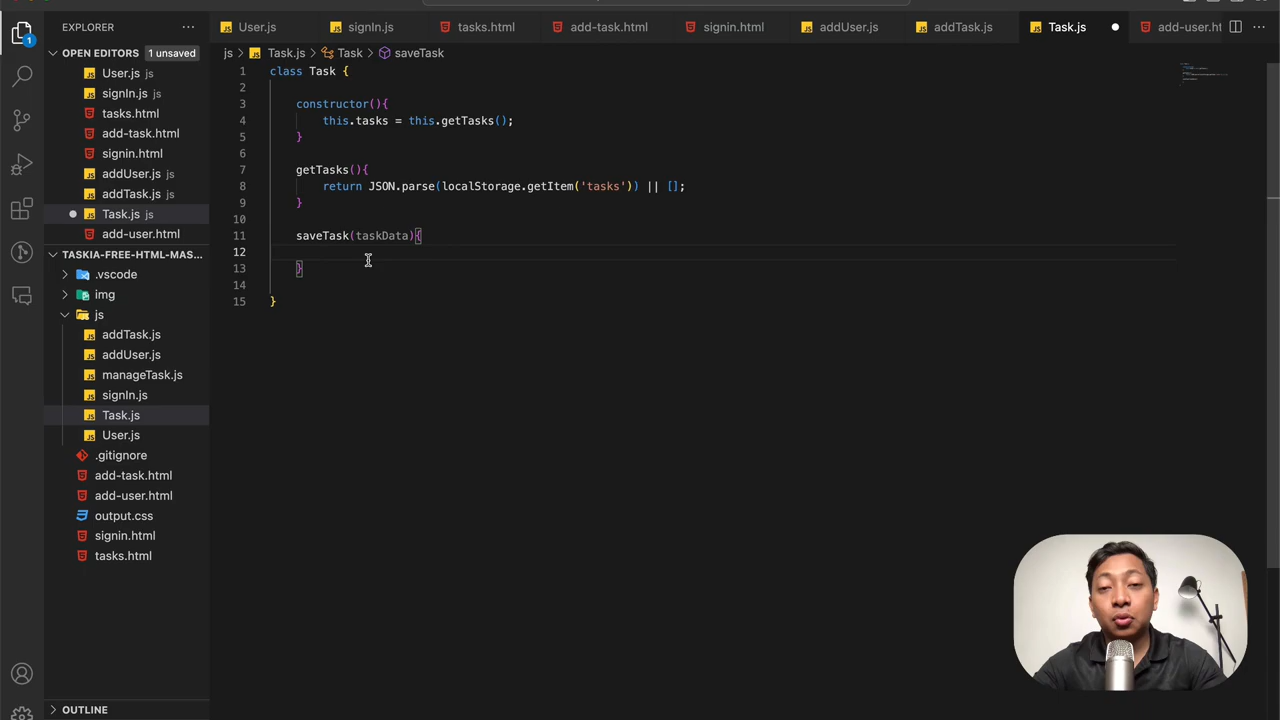 EXPLORER
OPEN EDITORS 1 unsaved
User.js js
signIn.js js
tasks.html
add-task.html
signin.html
addUser.js js
addTask.js js
Task.js js
add-user.html
TASKIA-FREE-HTML-MAS...
.vscode
img
js
addTask.js
addUser.js
manageTask.js
signIn.js
Task.js
User.js
.gitignore
add-task.html
add-user.html
output.css
signin.html
tasks.html
OUTLINE
User.js signIn.js tasks.html add-task.html signin.html addUser.js addTask.js Task.js add-user.ht
js > Task.js > Task > saveTask
1 class Task {
2
3 constructor(){
4 this.tasks = this.getTasks();
5 }
6
7 getTasks(){
8 return JSON.parse(localStorage.getItem('tasks')) || [];
9 }
10
11 saveTask(taskData){
12
13 }
14
15 }